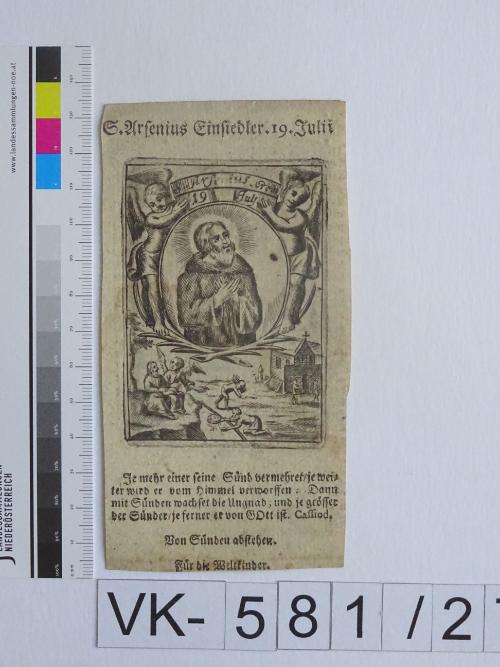 www.landessammlungen-noe.at
S. Arsenius Einsiedler. 19. Julii
19 Julii
Je mehr einer seine Sünd vermehret / je wei-
ter wird er vom Himmel verworffen : Dann
mit Sünden wachset die Ungnad, und je grösser
der Sünder / je ferner er von GOtt ist. Cassiod.
Von Sünden abstehen.
Für die Weltkinder.
NIEDERÖSTERREICH
VK- 581/27